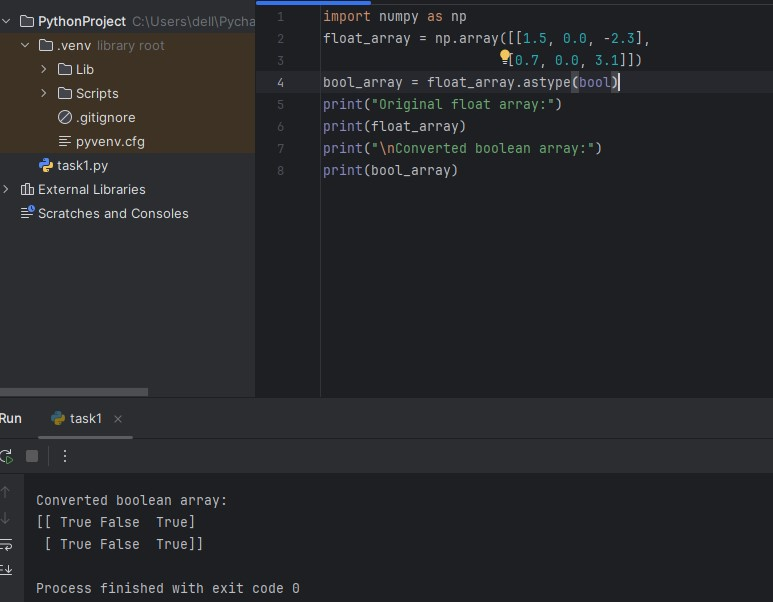 PythonProject C:\Users\dell\Pycha
.venv library root
Lib
Scripts
.gitignore
pyvenv.cfg
task1.py
External Libraries
Scratches and Consoles
1 import numpy as np
2 float_array = np.array([[1.5, 0.0, -2.3],
3 [0.7, 0.0, 3.1]])
4 bool_array = float_array.astype(bool)
5 print("Original float array:")
6 print(float_array)
7 print("\nConverted boolean array:")
8 print(bool_array)
Run task1
Converted boolean array:
[[ True False  True]
 [ True False  True]]
Process finished with exit code 0